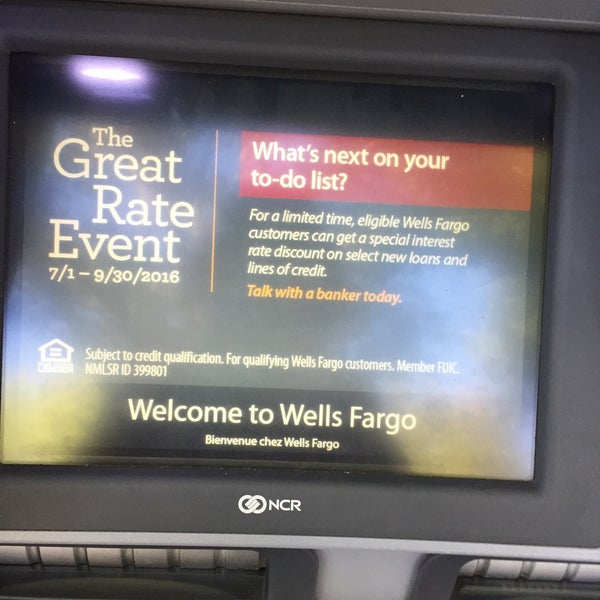 The
Great
Rate
Event
7/1 – 9/30/2016
What's next on your
to-do list?
For a limited time, eligible Wells Fargo
customers can get a special interest
rate discount on select new loans and
lines of credit.
Talk with a banker today.
LENDER
Subject to credit qualification. For qualifying Wells Fargo customers. Member FDIC.
NMLSR ID 399801
Welcome to Wells Fargo
Bienvenue chez Wells Fargo
NCR